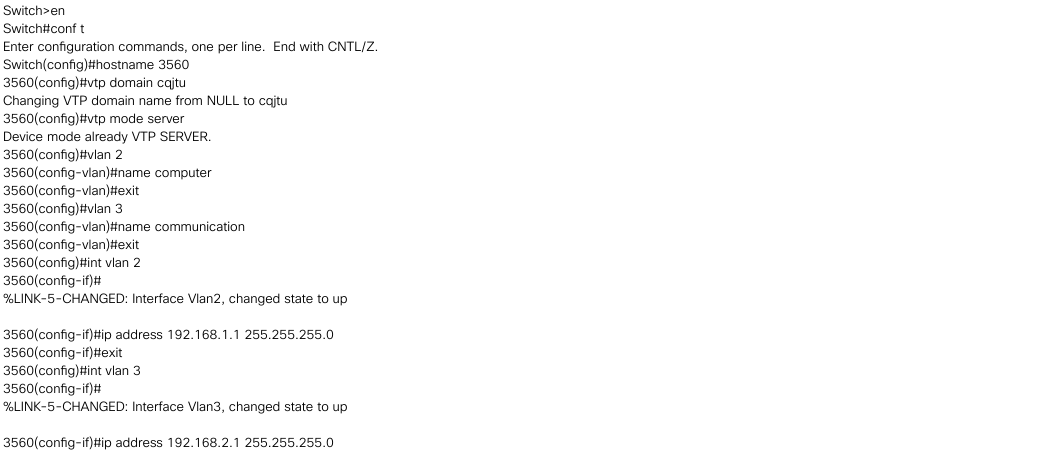 Switch>en
Switch#conf t
Enter configuration commands, one per line.  End with CNTL/Z.
Switch(config)#hostname 3560
3560(config)#vtp domain cqjtu
Changing VTP domain name from NULL to cqjtu
3560(config)#vtp mode server
Device mode already VTP SERVER.
3560(config)#vlan 2
3560(config-vlan)#name computer
3560(config-vlan)#exit
3560(config)#vlan 3
3560(config-vlan)#name communication
3560(config-vlan)#exit
3560(config)#int vlan 2
3560(config-if)#
%LINK-5-CHANGED: Interface Vlan2, changed state to up
3560(config-if)#ip address 192.168.1.1 255.255.255.0
3560(config-if)#exit
3560(config)#int vlan 3
3560(config-if)#
%LINK-5-CHANGED: Interface Vlan3, changed state to up
3560(config-if)#ip address 192.168.2.1 255.255.255.0